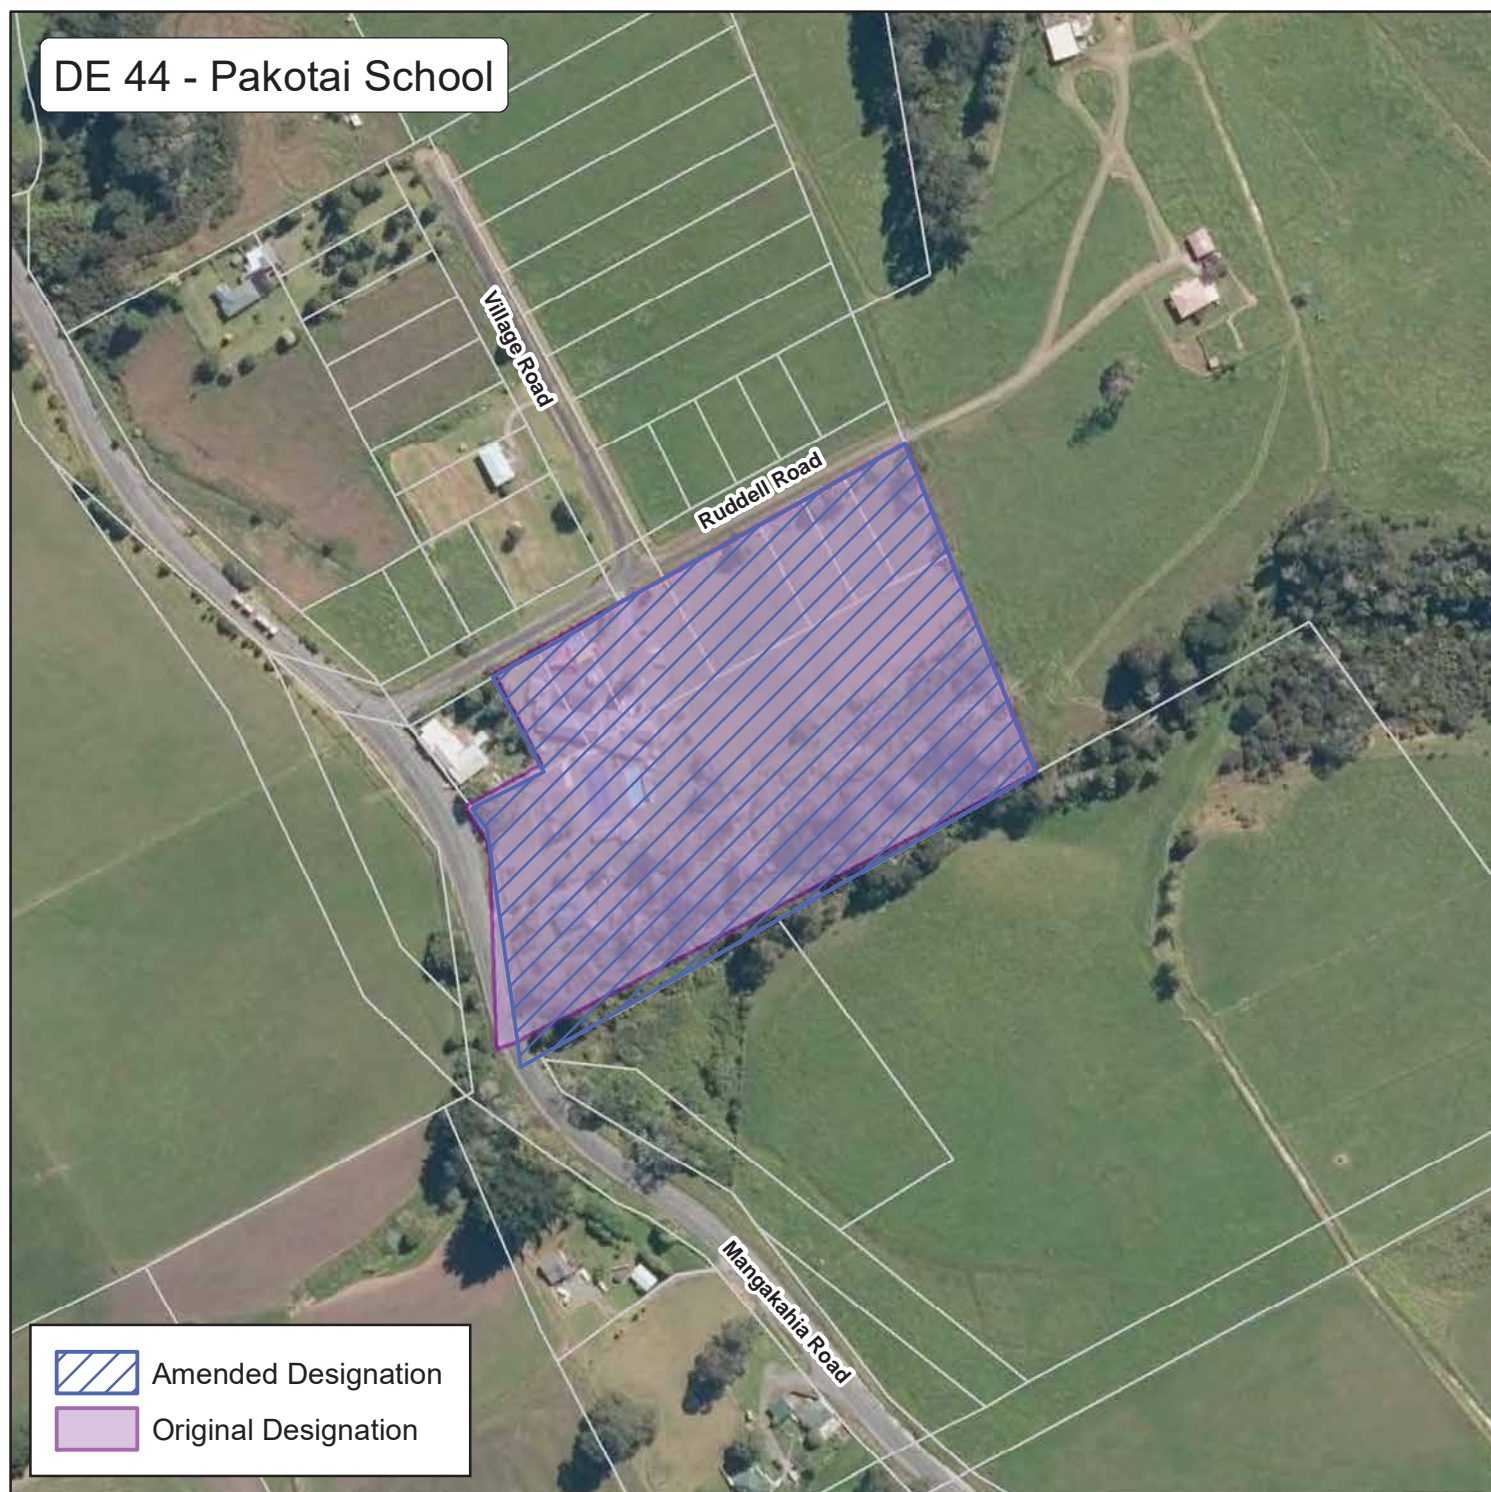 DE 44 - Pakotai School
Village Road
Ruddell Road
Mangakahia Road
Amended Designation
Original Designation